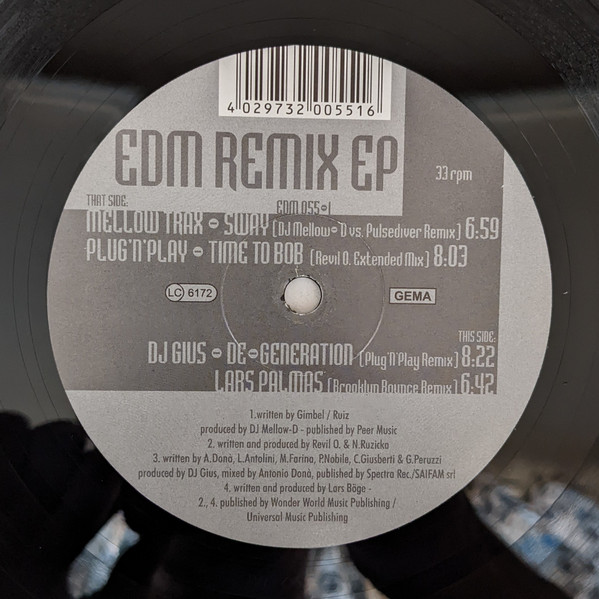 4 029732 005516
EDM REMIX EP
33 rpm
EDM 055-1
THAT SIDE:
MELLOW TRAX - SWAY (DJ Mellow-D vs. Pulsediver Remix) 6:59
PLUG'N'PLAY - TIME TO BOB (Revil O. Extended Mix) 8:03
LC 6172
GEMA
THIS SIDE:
DJ GIUS - DE-GENERATION (Plug'N'Play Remix) 8:22
LARS PALMAS (Brooklyn Bounce Remix) 6:42
1.written by Gimbel / Ruiz
produced by DJ Mellow-D - published by Peer Music
2. written and produced by Revil O. & N.Ruzicka
3. written by A.Donà, L.Antolini, M.Farina, P.Nobile, C.Giusberti & G.Peruzzi
produced by DJ Gius, mixed by Antonio Donà, published by Spectra Rec./SAIFAM srl
4. written and produced by Lars Böge -
2., 4. published by Wonder World Music Publishing /
Universal Music Publishing